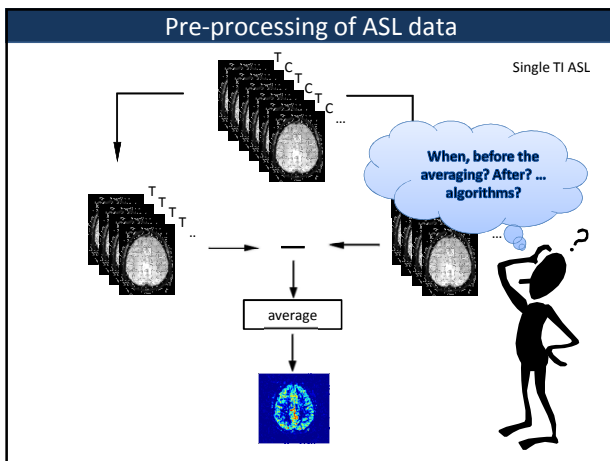 Pre-processing of ASL data
Single TI ASL
T
C
T
C
T
C ...
When, before the
averaging? After? ...
algorithms?
T
T
T
T ..
...
average
?